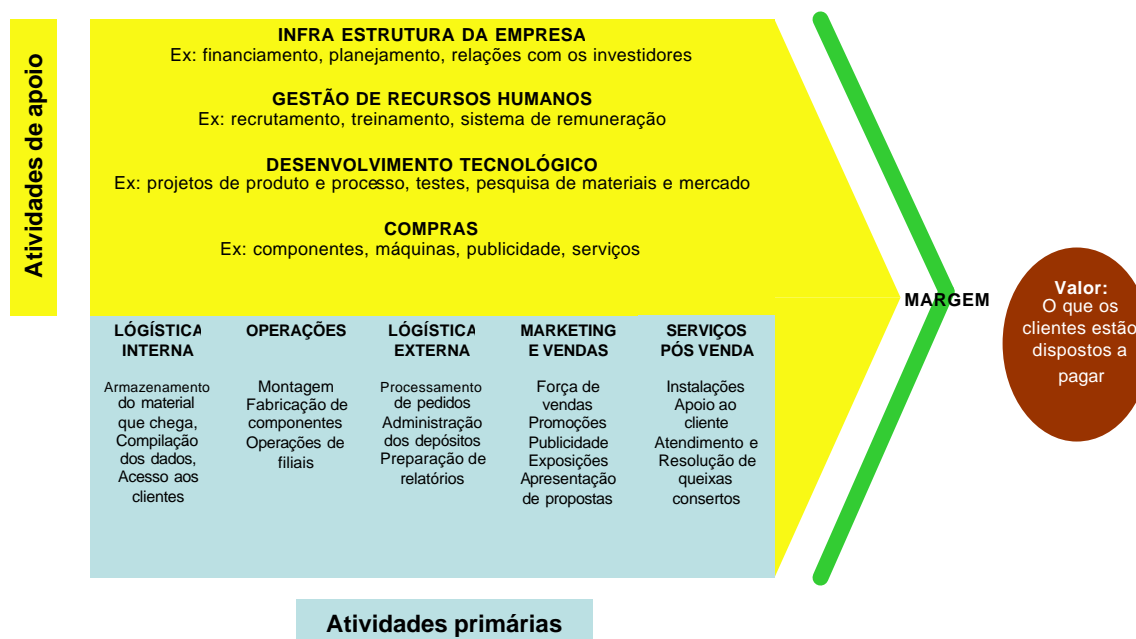 Atividades de apoio
INFRA ESTRUTURA DA EMPRESA
Ex: financiamento, planejamento, relações com os investidores
GESTÃO DE RECURSOS HUMANOS
Ex: recrutamento, treinamento, sistema de remuneração
DESENVOLVIMENTO TECNOLÓGICO
Ex: projetos de produto e processo, testes, pesquisa de materiais e mercado
COMPRAS
Ex: componentes, máquinas, publicidade, serviços
LÓGÍSTICA
INTERNA
Armazenamento
do material
que chega,
Compilação
dos dados,
Acesso aos
clientes
OPERAÇÕES
Montagem
Fabricação de
componentes
Operações de
filiais
LÓGÍSTICA
EXTERNA
Processamento
de pedidos
Administração
dos depósitos
Preparação de
relatórios
MARKETING
E VENDAS
Força de
vendas
Promoções
Publicidade
Exposições
Apresentação
de propostas
SERVIÇOS
PÓS VENDA
Instalações
Apoio ao
cliente
Atendimento e
Resolução de
queixas
consertos
MARGEM
Valor:
O que os
clientes estão
dispostos a
pagar
Atividades primárias